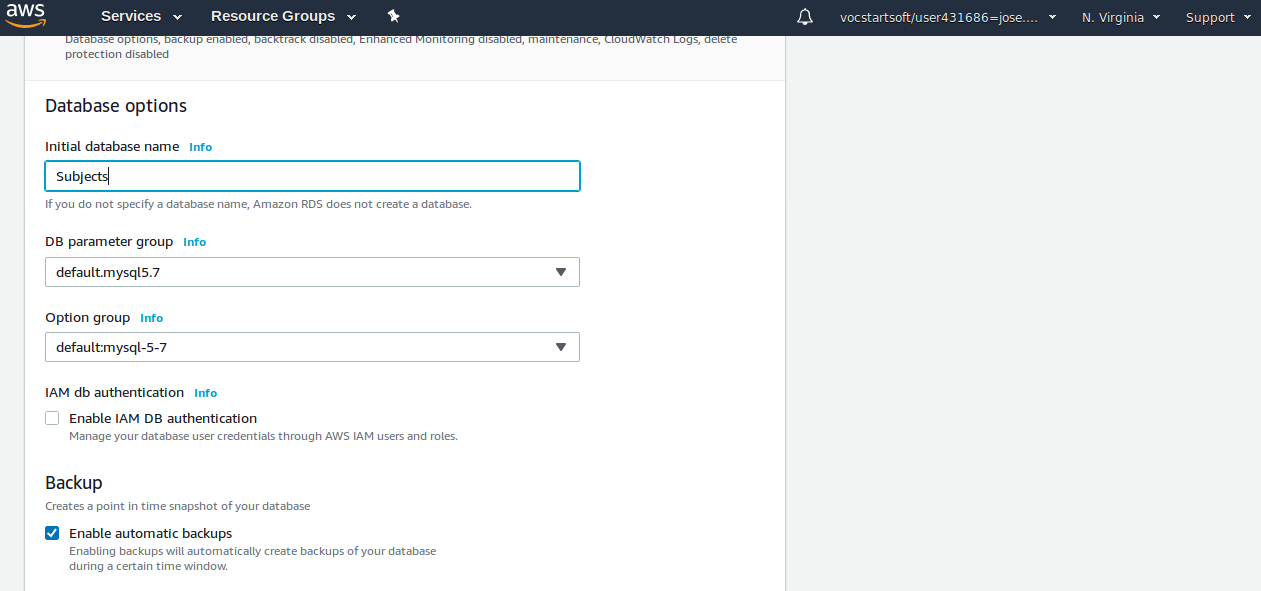 aws Services Resource Groups vocstartsoft/user431686=jose.... N. Virginia Support
Database options, backup enabled, backtrack disabled, Enhanced Monitoring disabled, maintenance, CloudWatch Logs, delete
protection disabled
Database options
Initial database name Info
Subjects
If you do not specify a database name, Amazon RDS does not create a database.
DB parameter group Info
default.mysql5.7
Option group Info
default:mysql-5-7
IAM db authentication Info
Enable IAM DB authentication
Manage your database user credentials through AWS IAM users and roles.
Backup
Creates a point in time snapshot of your database
Enable automatic backups
Enabling backups will automatically create backups of your database
during a certain time window.